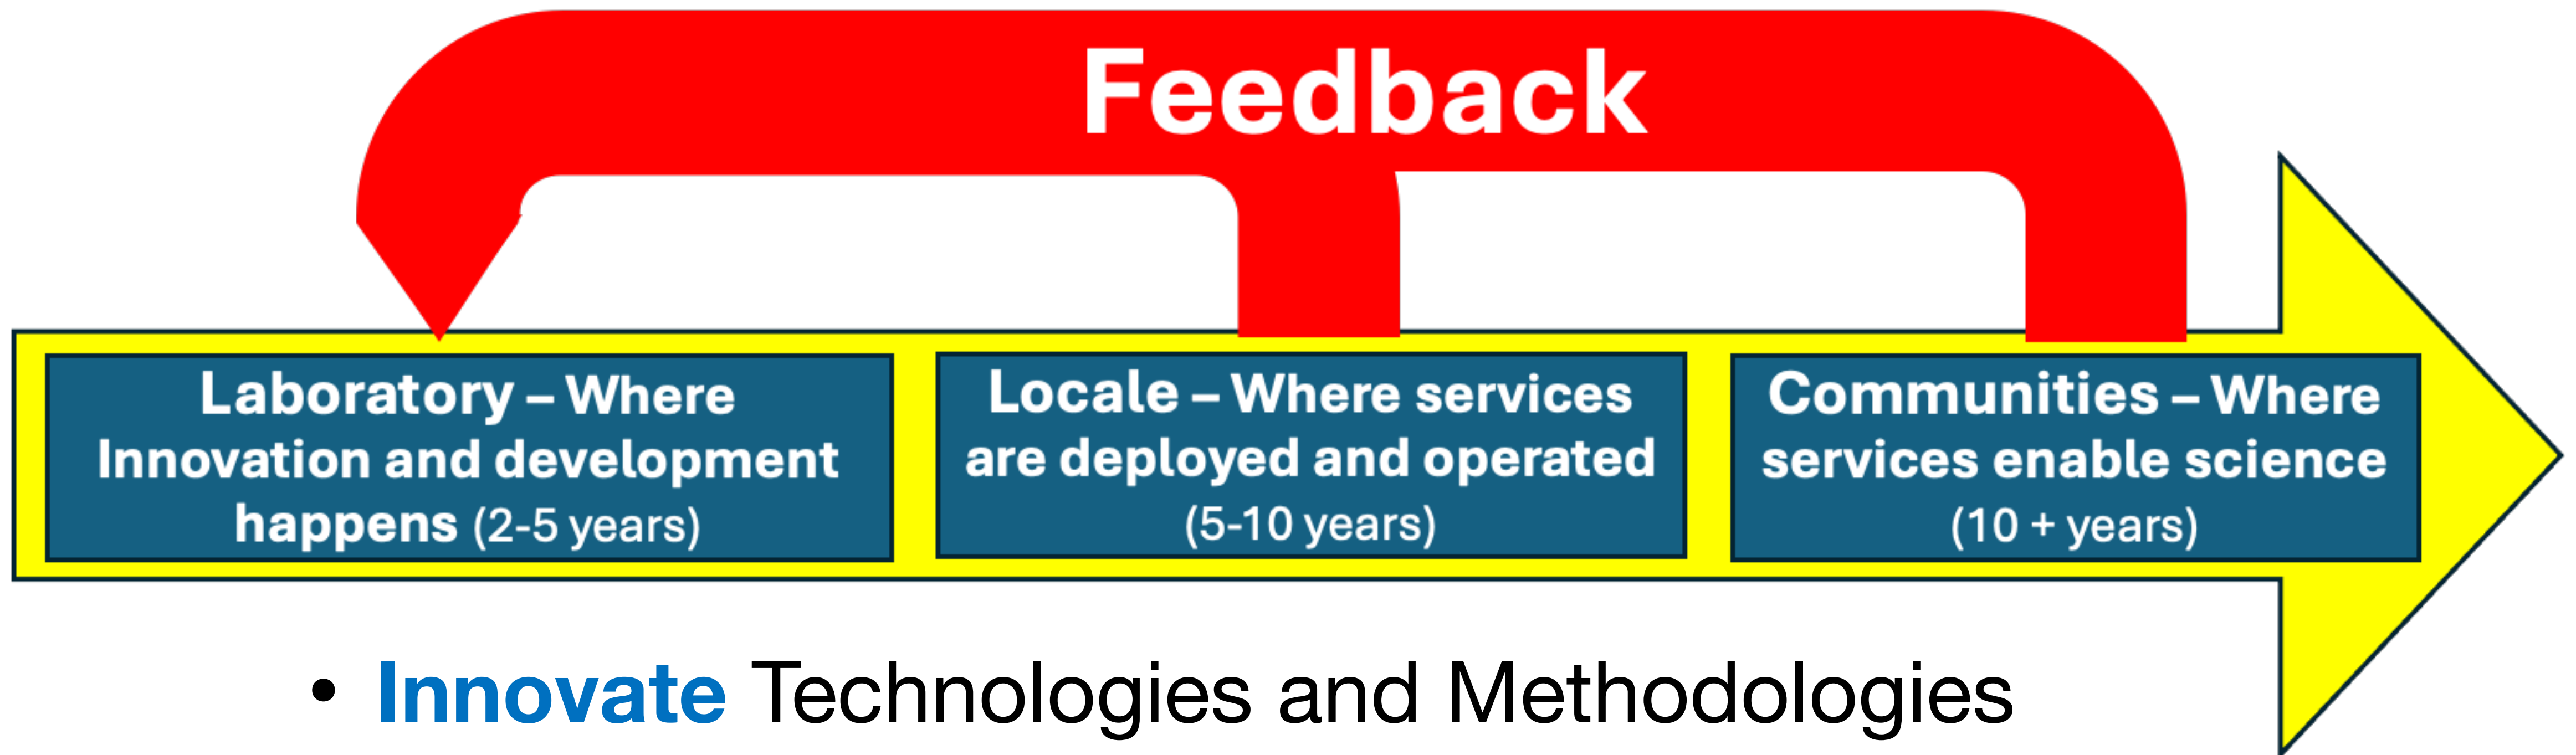 Feedback
Laboratory – Where
Innovation and development
happens (2-5 years)
Locale – Where services
are deployed and operated
(5-10 years)
Communities – Where
services enable science
(10 + years)
• Innovate Technologies and Methodologies